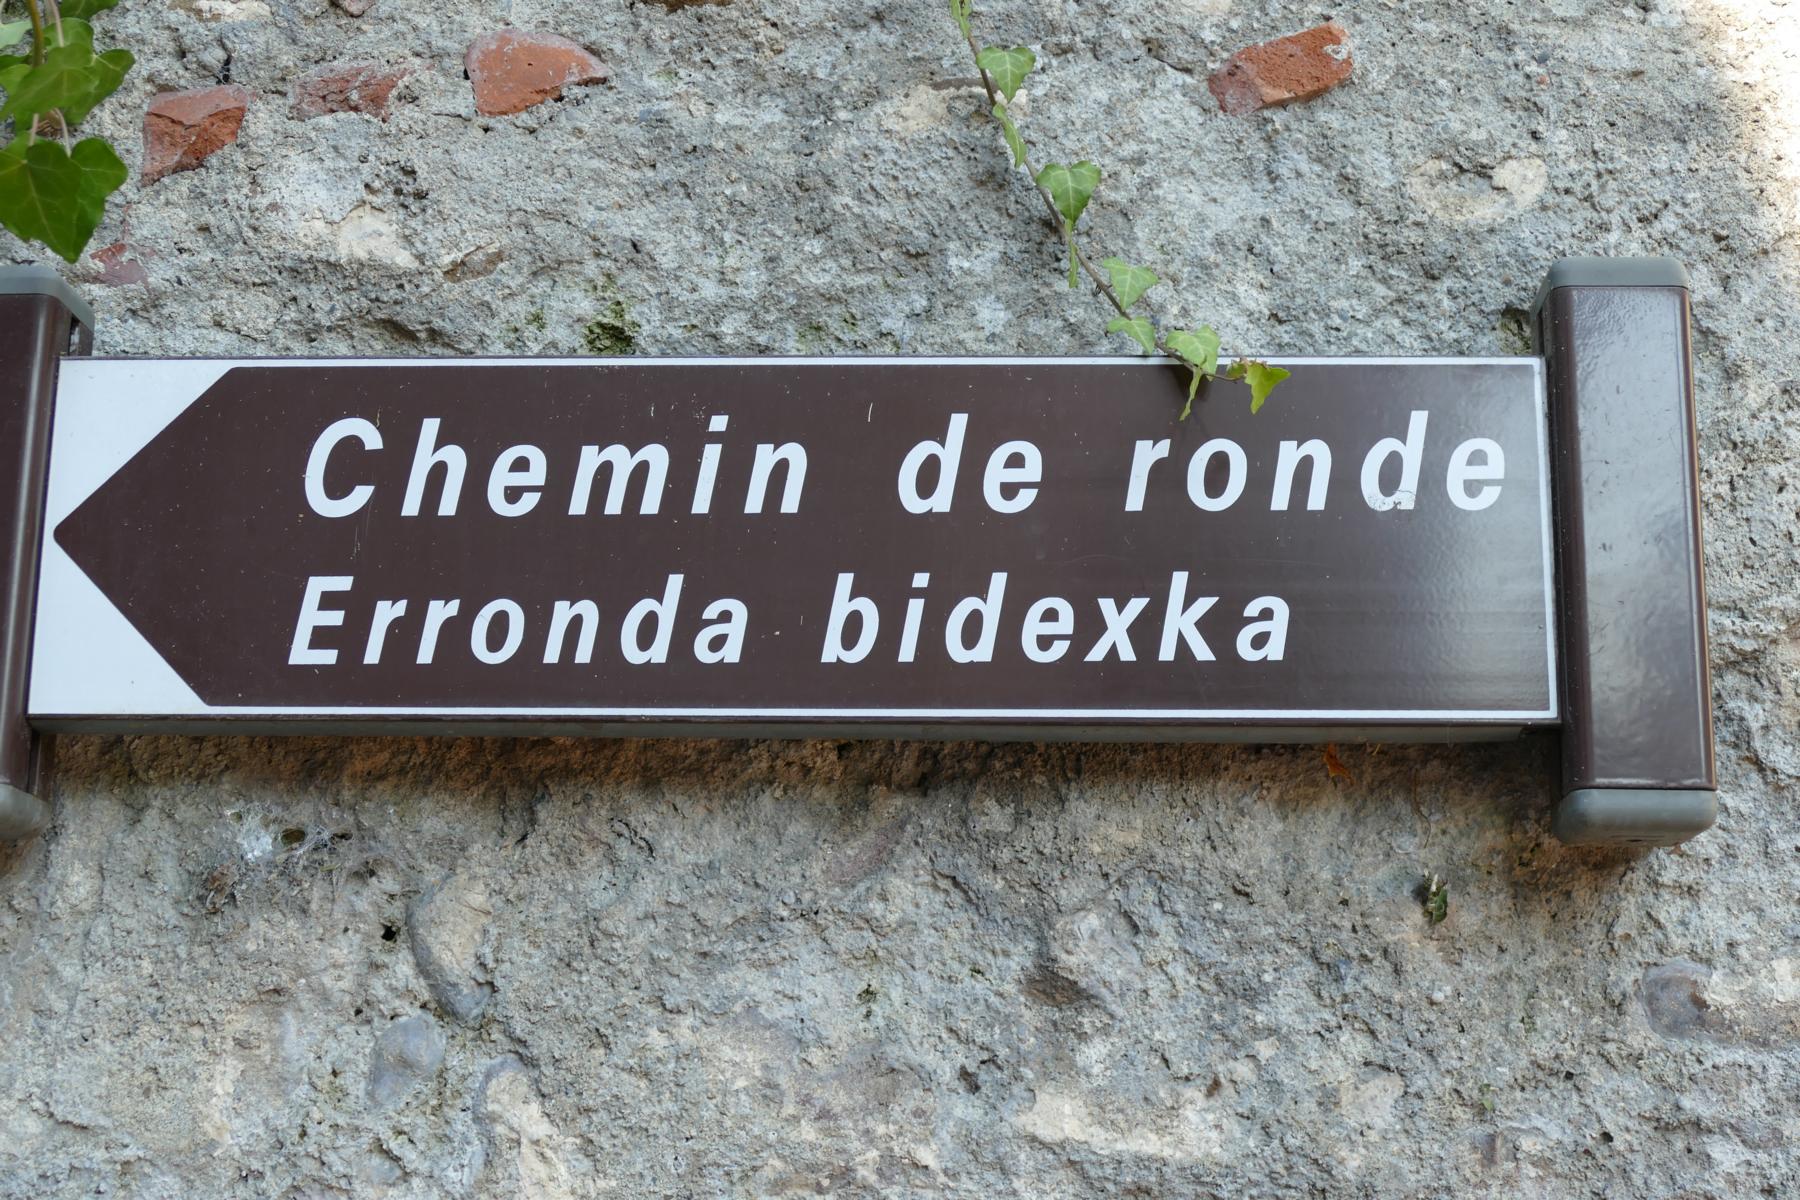 Chemin de ronde
Erronda bidexka